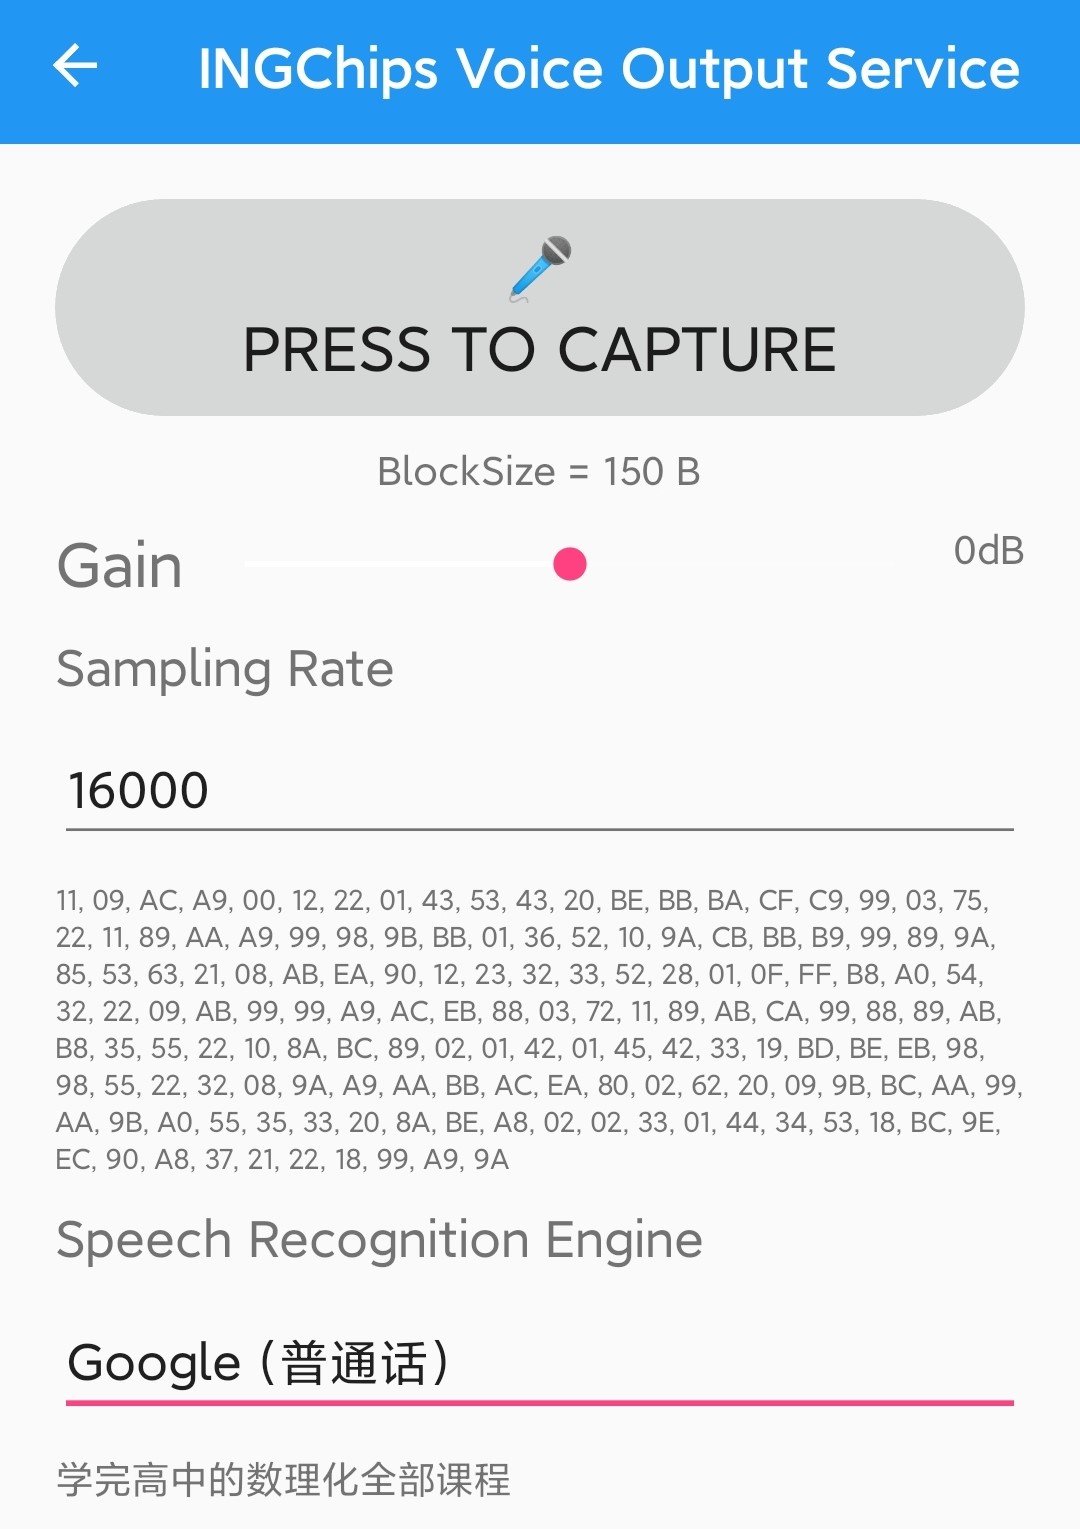 INGChips Voice Output Service
PRESS TO CAPTURE
BlockSize = 150 B
Gain 0dB
Sampling Rate
16000
11, 09, AC, A9, 00, 12, 22, 01, 43, 53, 43, 20, BE, BB, BA, CF, C9, 99, 03, 75,
22, 11, 89, AA, A9, 99, 98, 9B, BB, 01, 36, 52, 10, 9A, CB, BB, B9, 99, 89, 9A,
85, 53, 63, 21, 08, AB, EA, 90, 12, 23, 32, 33, 52, 28, 01, 0F, FF, B8, A0, 54,
32, 22, 09, AB, 99, 99, A9, AC, EB, 88, 03, 72, 11, 89, AB, CA, 99, 88, 89, AB,
B8, 35, 55, 22, 10, 8A, BC, 89, 02, 01, 42, 01, 45, 42, 33, 19, BD, BE, EB, 98,
98, 55, 22, 32, 08, 9A, A9, AA, BB, AC, EA, 80, 02, 62, 20, 09, 9B, BC, AA, 99,
AA, 9B, A0, 55, 35, 33, 20, 8A, BE, A8, 02, 02, 33, 01, 44, 34, 53, 18, BC, 9E,
EC, 90, A8, 37, 21, 22, 18, 99, A9, 9A
Speech Recognition Engine
Google (普通话)
学完高中的数理化全部课程